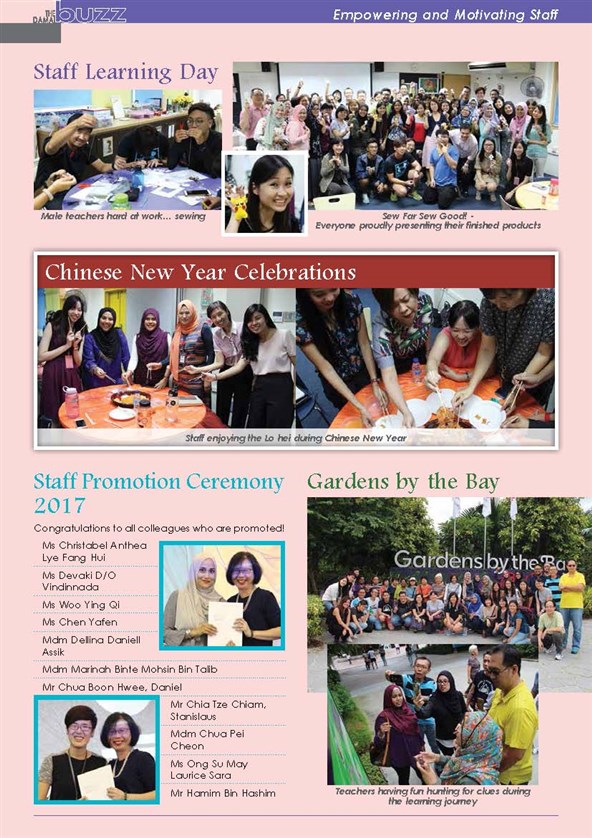 THE
DAMAI buzz
Empowering and Motivating Staff
Staff Learning Day
Male teachers hard at work... sewing
Sew Far Sew Good! -
Everyone proudly presenting their finished products
Chinese New Year Celebrations
Staff enjoying the Lo hei during Chinese New Year
Staff Promotion Ceremony
2017
Congratulations to all colleagues who are promoted!
Ms Christabel Anthea
Lye Fang Hui
Ms Devaki D/O
Vindinnada
Ms Woo Ying Qi
Ms Chen Yafen
Mdm Dellina Daniell
Assik
Mdm Marinah Binte Mohsin Bin Talib
Mr Chua Boon Hwee, Daniel
Mr Chia Tze Chiam,
Stanislaus
Mdm Chua Pei
Cheon
Ms Ong Su May
Laurice Sara
Mr Hamim Bin Hashim
Gardens by the Bay
Gardens by the Ba
Teachers having fun hunting for clues during
the learning journey